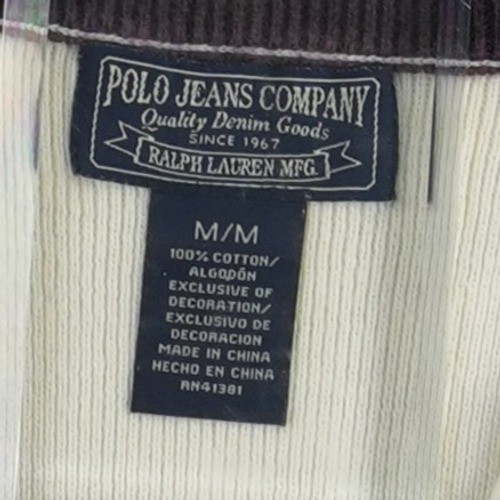 POLO JEANS COMPANY
Quality Denim Goods
SINCE 1967
RALPH LAUREN MFG.
M/M
100% COTTON/
ALGODÓN
EXCLUSIVE OF
DECORATION/
EXCLUSIVO DE
DECORACION
MADE IN CHINA
HECHO EN CHINA
RN41381